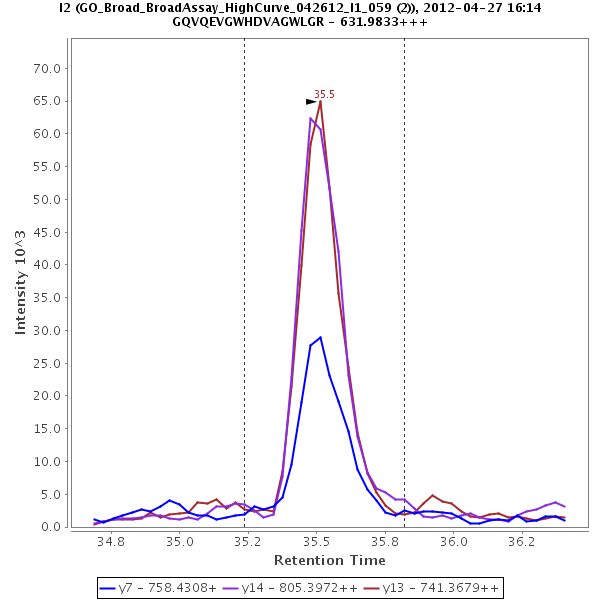 I2 (GO_Broad_BroadAssay_HighCurve_042612_I1_059 (2)), 2012-04-27 16:14
GQVQEVGWHDVAGWLGR - 631.9833+++
35.5
70.0
65.0
60.0
55.0
50.0
45.0
40.0
35.0
30.0
25.0
20.0
15.0
10.0
5.0
0.0
Intensity 10^3
34.8 35.0 35.2 35.5 35.8 36.0 36.2
Retention Time
y7 - 758.4308+ y14 - 805.3972++ y13 - 741.3679++